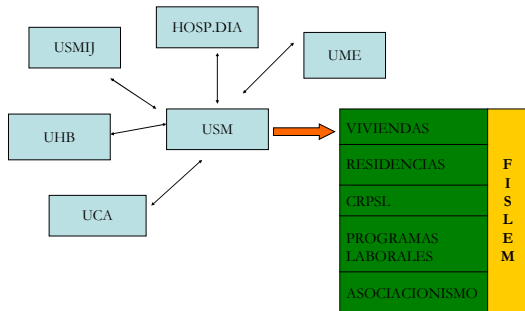 HOSP.DIA
USMIJ
UME
USM
UHB
UCA
VIVIENDAS
RESIDENCIAS
CRPSL
PROGRAMAS
LABORALES
ASOCIACIONISMO
F
I
S
L
E
M